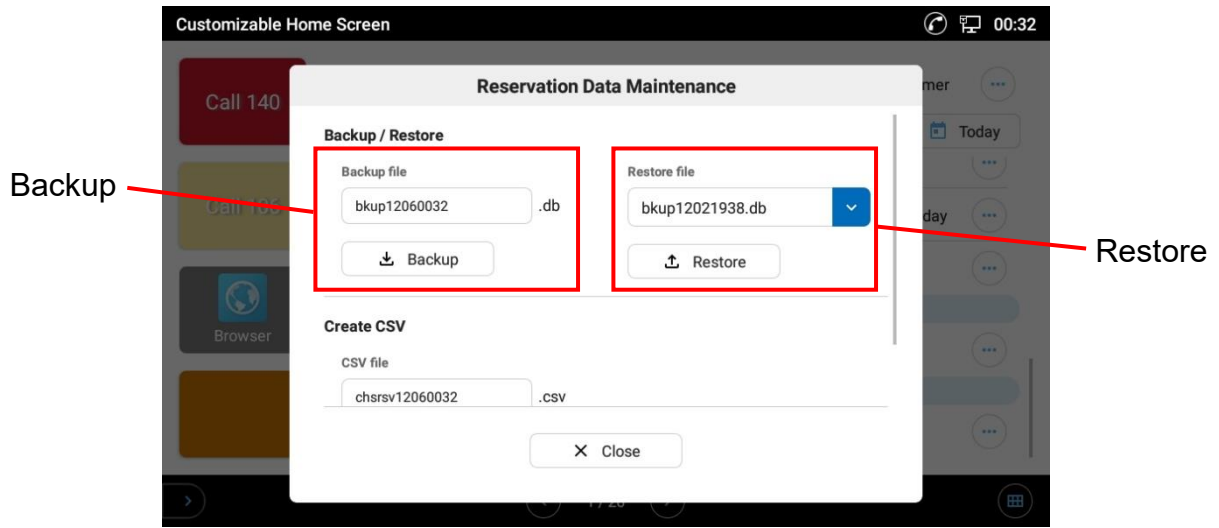 Customizable Home Screen
00:32
Call 140
Reservation Data Maintenance
mer
Today
Backup / Restore
Backup file
Restore file
Backup
bkup12060032
.db
bkup12021938.db
day
Backup
Restore
Restore
Create CSV
Browser
CSV file
chsrsv12060032
.csv
Close